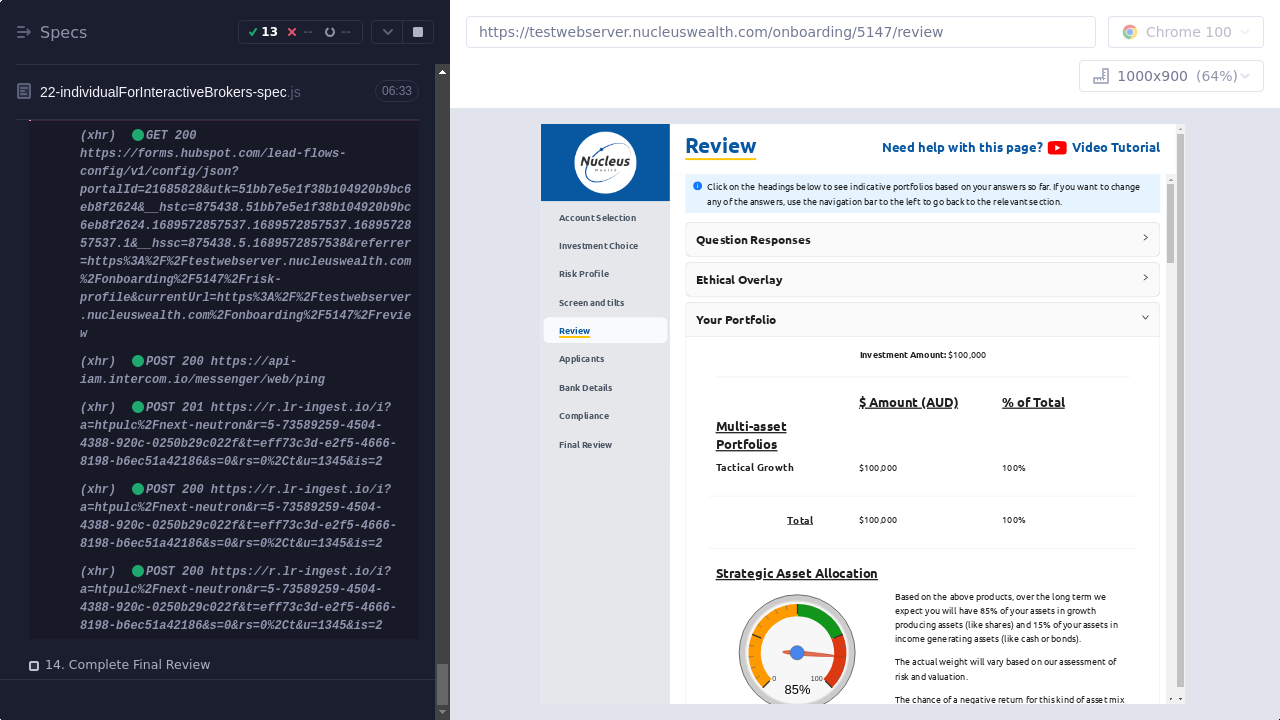 Specs
13
--
--
22-individualForInteractiveBrokers-spec.js
06:33
(xhr) GET 200
https://forms.hubspot.com/lead-flows-
config/v1/config/json?
portalId=21685828&utk=51bb7e5e1f38b104920b9bc6
eb8f2624&__hstc=875438.51bb7e5e1f38b104920b9bc
6eb8f2624.1689572857537.1689572857537.16895728
57537.1&__hssc=875438.5.1689572857538&referrer
=https%3A%2F%2Ftestwebserver.nucleuswealth.com
%2Fonboarding%2F5147%2Frisk-
profile&currentUrl=https%3A%2F%2Ftestwebserver
.nucleuswealth.com%2Fonboarding%2F5147%2Frevie
w
(xhr) POST 200 https://api-
iam.intercom.io/messenger/web/ping
(xhr) POST 201 https://r.lr-ingest.io/i?
a=htpulc%2Fnext-neutron&r=5-73589259-4504-
4388-920c-0250b29c022f&t=eff73c3d-e2f5-4666-
8198-b6ec51a42186&s=0&rs=0%2Ct&u=1345&is=2
(xhr) POST 200 https://r.lr-ingest.io/i?
a=htpulc%2Fnext-neutron&r=5-73589259-4504-
4388-920c-0250b29c022f&t=eff73c3d-e2f5-4666-
8198-b6ec51a42186&s=0&rs=0%2Ct&u=1345&is=2
(xhr) POST 200 https://r.lr-ingest.io/i?
a=htpulc%2Fnext-neutron&r=5-73589259-4504-
4388-920c-0250b29c022f&t=eff73c3d-e2f5-4666-
8198-b6ec51a42186&s=0&rs=0%2Ct&u=1345&is=2
14. Complete Final Review
https://testwebserver.nucleuswealth.com/onboarding/5147/review
Chrome 100
1000x900 (64%)
Nucleus
Wealth
Account Selection
Investment Choice
Risk Profile
Screen and tilts
Review
Applicants
Bank Details
Compliance
Final Review
Review
Need help with this page? Video Tutorial
Click on the headings below to see indicative portfolios based on your answers so far. If you want to change
any of the answers, use the navigation bar to the left to go back to the relevant section.
Question Responses
Ethical Overlay
Your Portfolio
Investment Amount: $100,000
$ Amount (AUD) % of Total
Multi-asset
Portfolios
Tactical Growth $100,000 100%
Total $100,000 100%
Strategic Asset Allocation
0
100
85%
Based on the above products, over the long term we
expect you will have 85% of your assets in growth
producing assets (like shares) and 15% of your assets in
income generating assets (like cash or bonds).
The actual weight will vary based on our assessment of
risk and valuation.
The chance of a negative return for this kind of asset mix